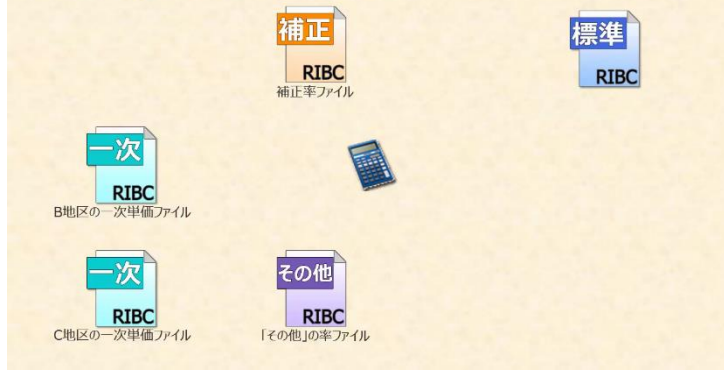 補正
RIBC
補正率ファイル
標準
RIBC
一次
RIBC
B地区の一次単価ファイル
一次
RIBC
C地区の一次単価ファイル
その他
RIBC
「その他」の率ファイル